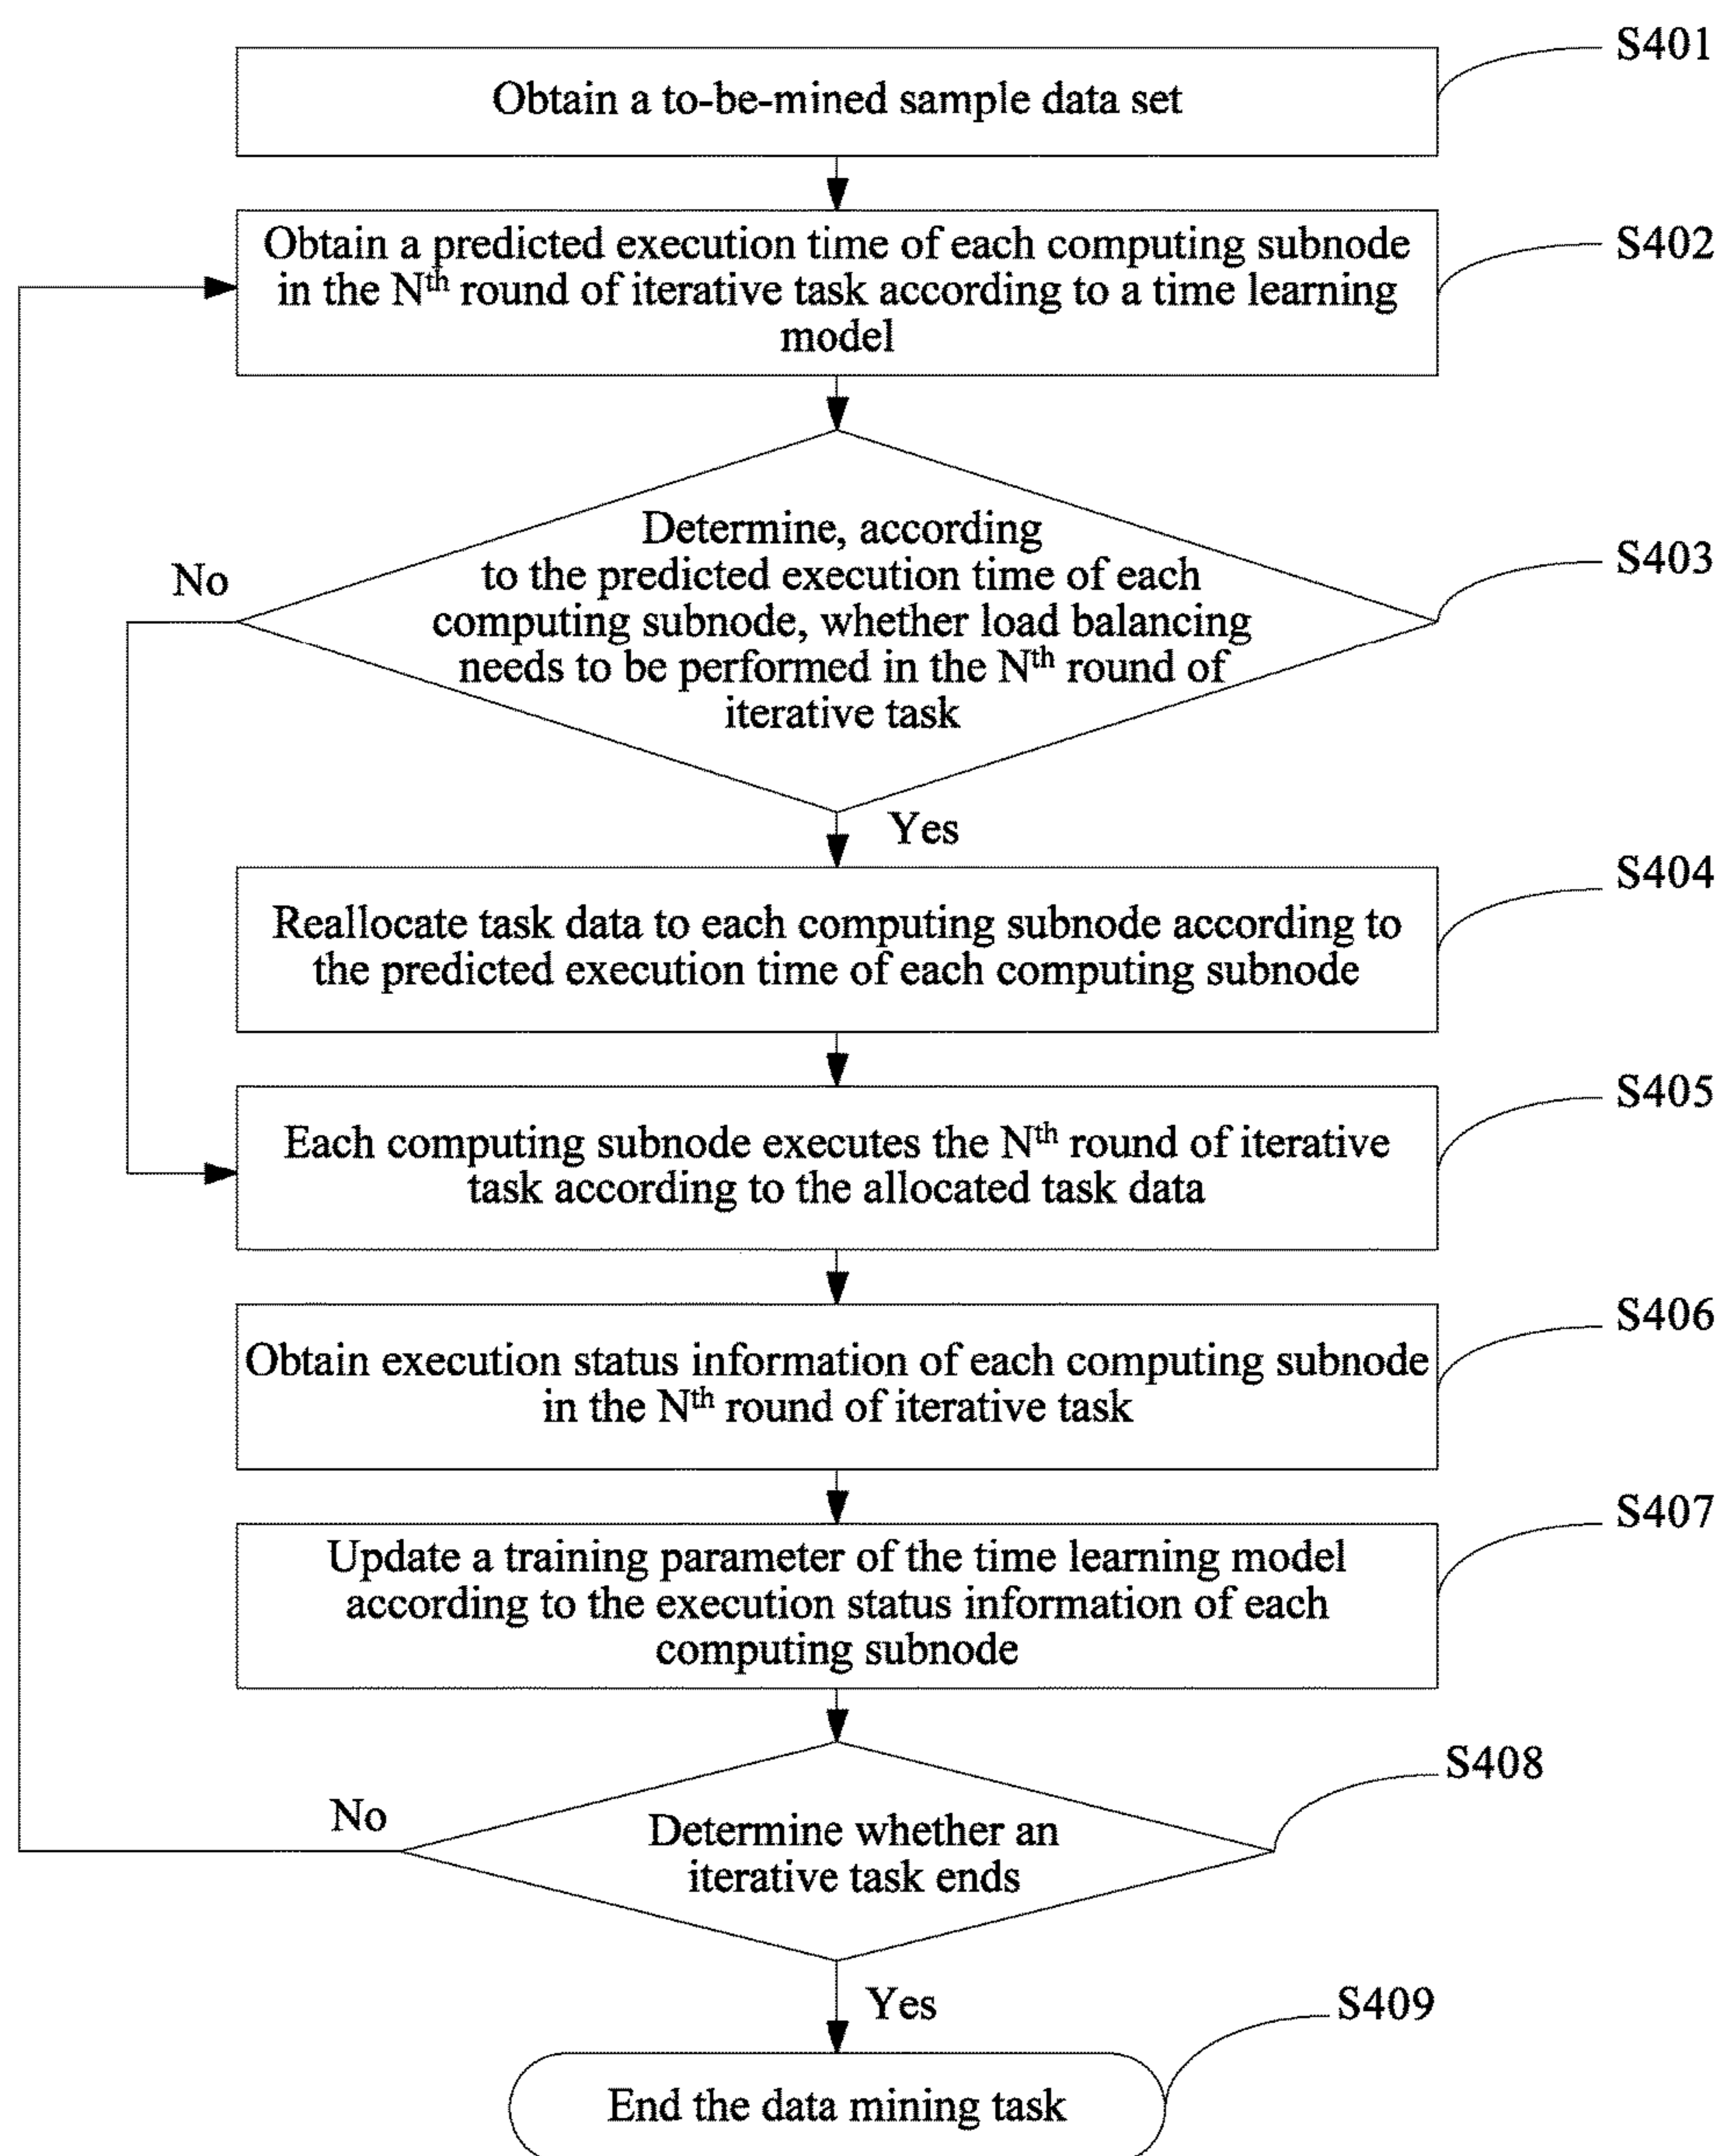 S401
Obtain a to-be-mined sample data set
S402
Obtain a predicted execution time of each computing subnode
in the Nth round of iterative task according to a time learning
model
S403
Determine, according
to the predicted execution time of each
computing subnode, whether load balancing
needs to be performed in the Nth round of
iterative task
No
Yes
S404
Reallocate task data to each computing subnode according to
the predicted execution time of each computing subnode
S405
Each computing subnode executes the Nth round of iterative
task according to the allocated task data
S406
Obtain execution status information of each computing subnode
in the Nth round of iterative task
S407
Update a training parameter of the time learning model
according to the execution status information of each
computing subnode
S408
No
Determine whether an
iterative task ends
Yes
S409
End the data mining task